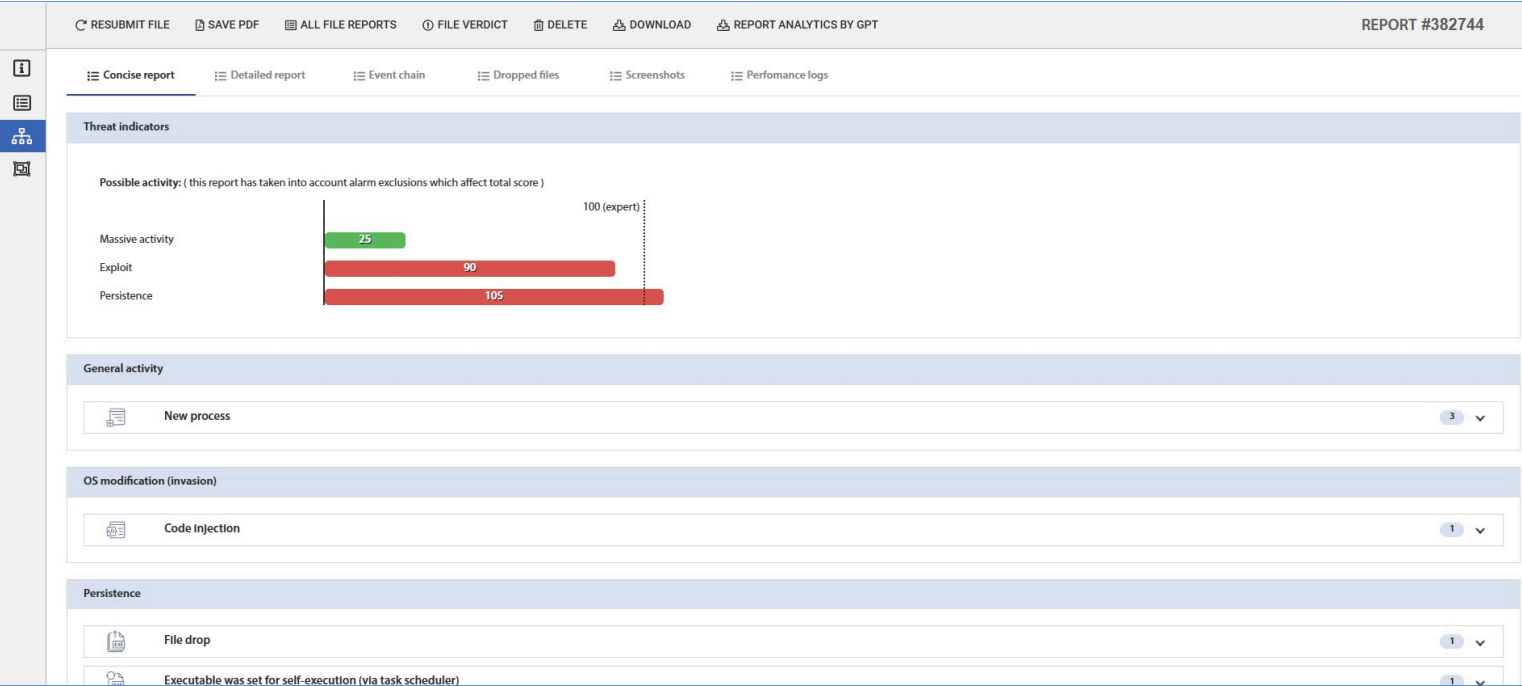 RESUBMIT FILE SAVE PDF ALL FILE REPORTS FILE VERDICT DELETE DOWNLOAD REPORT ANALYTICS BY GPT REPORT #382744
Concise report Detailed report Event chain Dropped files Screenshots Perfomance logs
Threat indicators
Possible activity: ( this report has taken into account alarm exclusions which affect total score )
100 (expert)
Massive activity 25
Exploit 90
Persistence 105
General activity
New process 3
OS modification (invasion)
Code injection 1
Persistence
File drop 1
Executable was set for self-execution (via task scheduler) 1